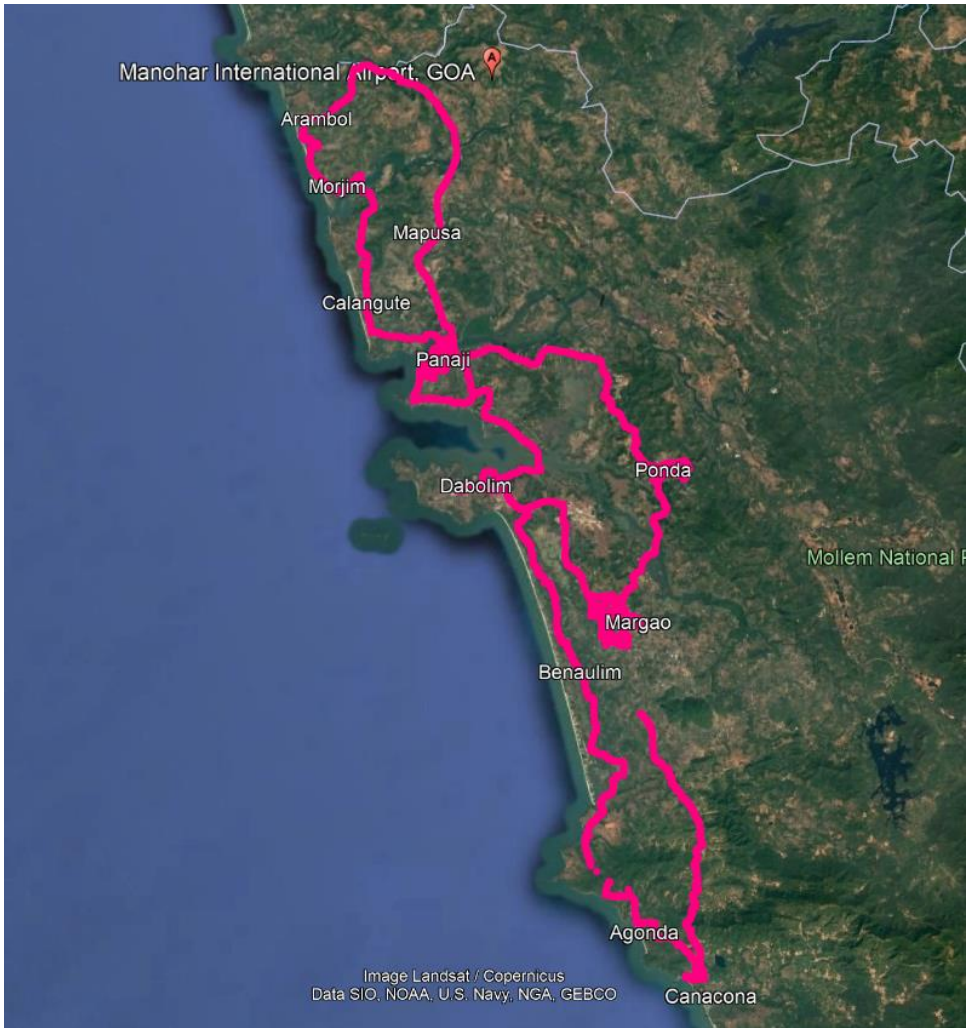 A
Manohar International Airport, GOA
Arambol
Morjim
Mapusa
Calangute
Panaji
Ponda
Dabolim
Mollem National P
Margao
Benaulim
Agonda
Canacona
Image Landsat / Copernicus
Data SIO, NOAA, U.S. Navy, NGA, GEBCO